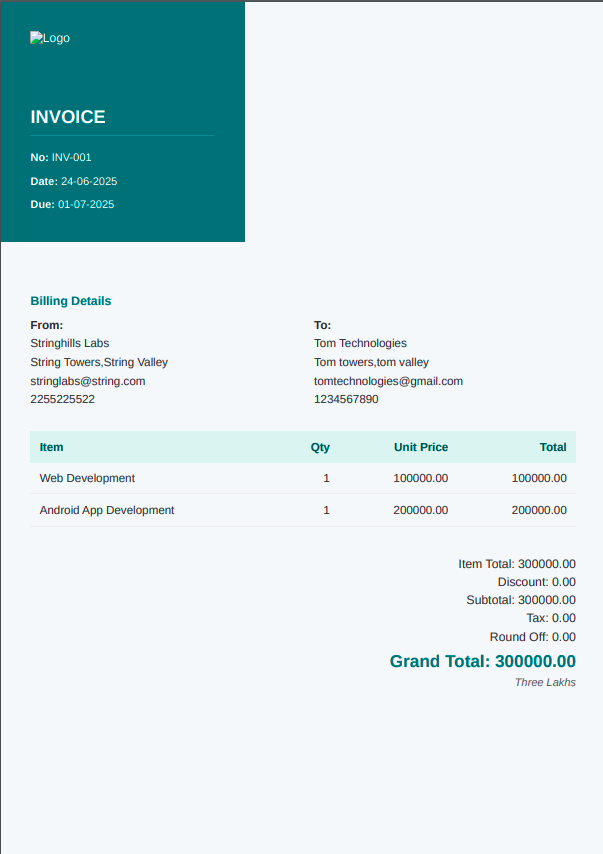 Logo
INVOICE
No: INV-001
Date: 24-06-2025
Due: 01-07-2025
Billing Details
From:
Stringhills Labs
String Towers,String Valley
stringlabs@string.com
2255225522
To:
Tom Technologies
Tom towers,tom valley
tomtechnologies@gmail.com
1234567890
Item Qty Unit Price Total
Web Development 1 100000.00 100000.00
Android App Development 1 200000.00 200000.00
Item Total: 300000.00
Discount: 0.00
Subtotal: 300000.00
Tax: 0.00
Round Off: 0.00
Grand Total: 300000.00
Three Lakhs